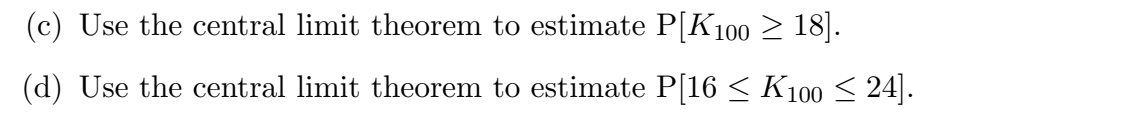 (c) Use the central limit theorem to estimate P[K₁₀₀ ≥ 18].
(d) Use the central limit theorem to estimate P[16 ≤ K₁₀₀ ≤ 24].